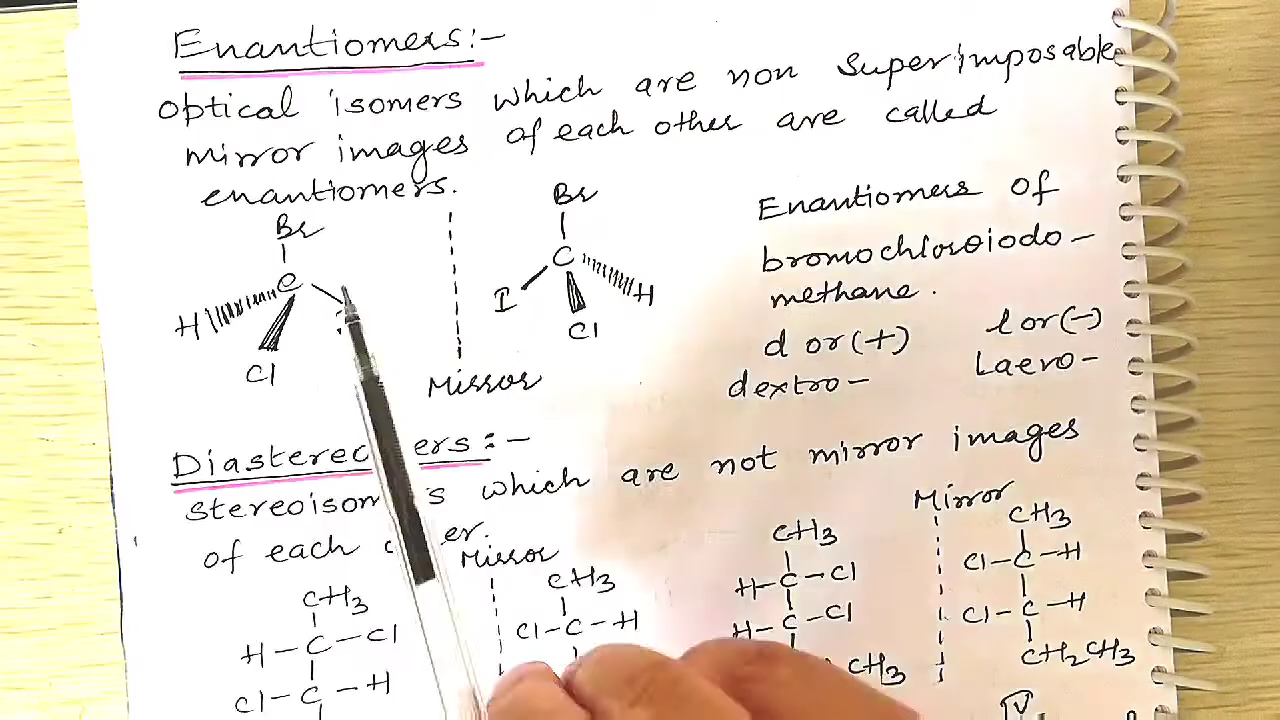 Enantiomers:-
Optical isomers which are non superimposable
mirror images of each other are called
enantiomers.
Br
C
H
Cl
Mirror
Br
C
I
H
Cl
Enantiomers of
bromochloroiodo-
methane.
d or (+) l or (-)
dextro- Laevo-
ers:-
which are not mirror images
of each
Mirror
CH3
H-C-Cl
Cl-C-H
CH3
Cl-C-H
Mirror
CH3
H-C-Cl
H-C-Cl
CH3
CH3
Cl-C-H
Cl-C-H
CH2CH3
IV